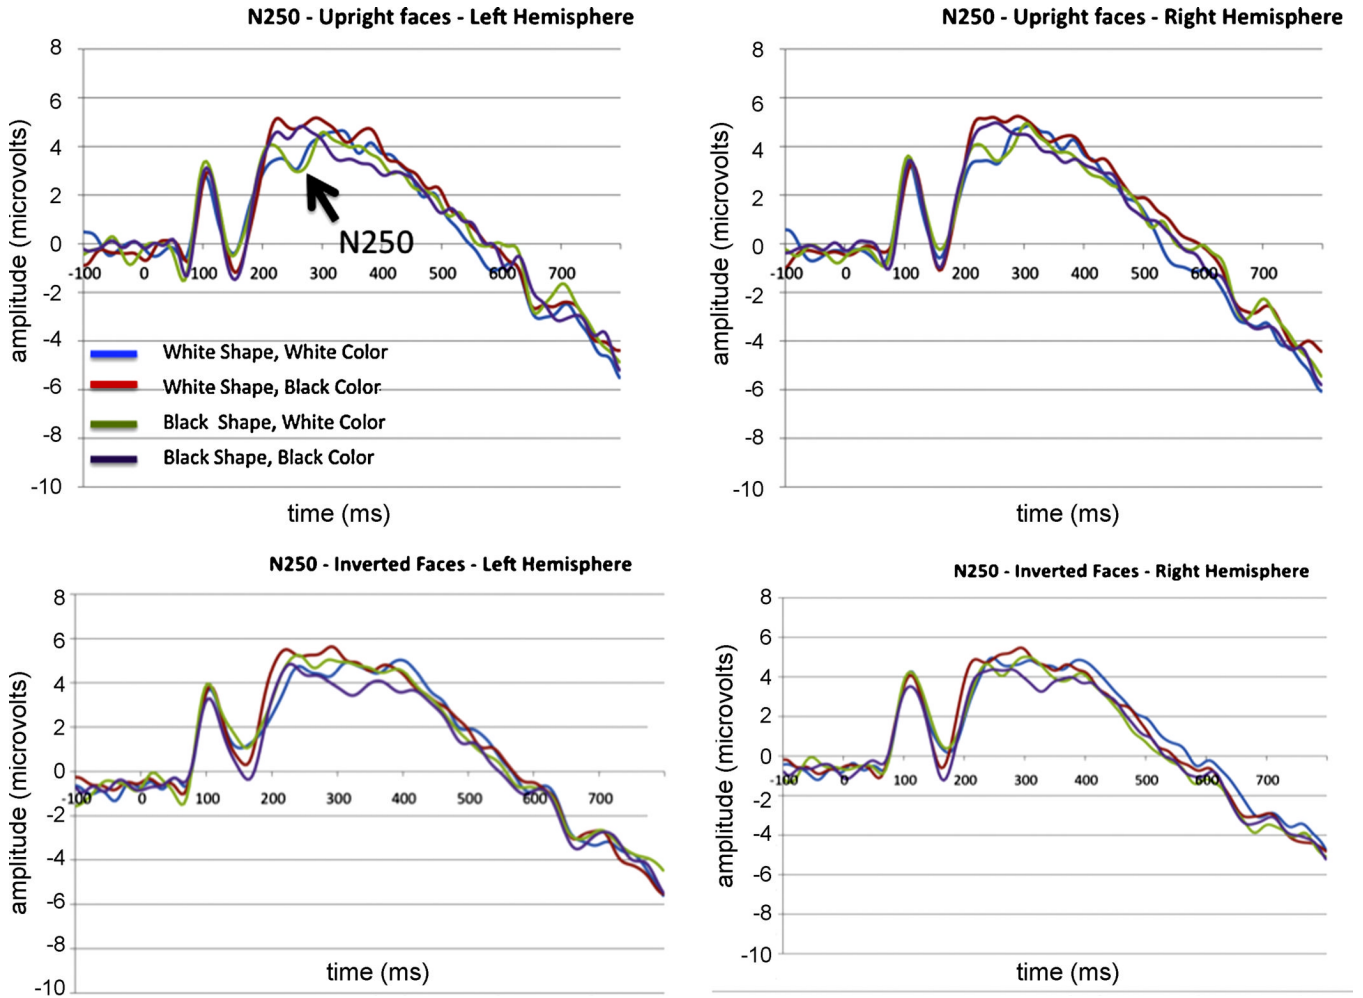 N250 - Upright faces - Left Hemisphere
8
6
4
2
0
-2
-4
-6
-8
-10
-100 0 100 200 300 400 500 600 700
amplitude (microvolts)
time (ms)
N250
White Shape, White Color
White Shape, Black Color
Black Shape, White Color
Black Shape, Black Color
N250 - Upright faces - Right Hemisphere
8
6
4
2
0
-2
-4
-6
-8
-10
-100 0 100 200 300 400 500 600 700
amplitude (microvolts)
time (ms)
N250 - Inverted Faces - Left Hemisphere
8
6
4
2
0
-2
-4
-6
-8
-10
-100 0 100 200 300 400 500 600 700
amplitude (microvolts)
time (ms)
N250 - Inverted Faces - Right Hemisphere
8
6
4
2
0
-2
-4
-6
-8
-10
-100 0 100 200 300 400 500 600 700
amplitude (microvolts)
time (ms)